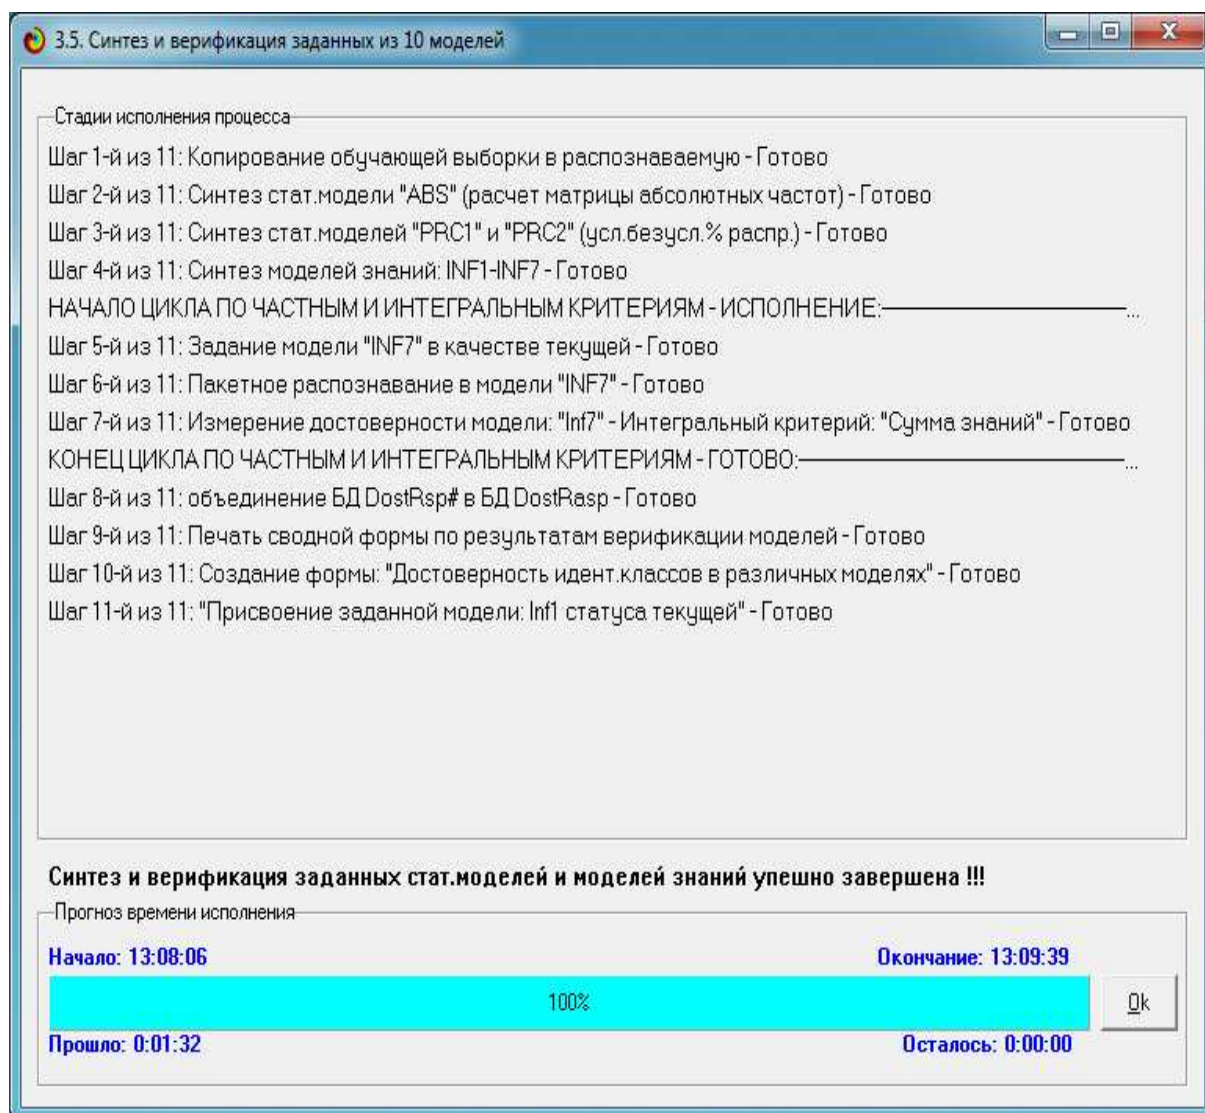 3.5. Синтез и верификация заданных из 10 моделей
Стадии исполнения процесса
Шаг 1-й из 11: Копирование обучающей выборки в распознаваемую - Готово
Шаг 2-й из 11: Синтез стат.модели "ABS" (расчет матрицы абсолютных частот) - Готово
Шаг 3-й из 11: Синтез стат.моделей "PRC1" и "PRC2" (усл.безусл.% распр.) - Готово
Шаг 4-й из 11: Синтез моделей знаний: INF1-INF7 - Готово
НАЧАЛО ЦИКЛА ПО ЧАСТНЫМ И ИНТЕГРАЛЬНЫМ КРИТЕРИЯМ - ИСПОЛНЕНИЕ:────────────...
Шаг 5-й из 11: Задание модели "INF7" в качестве текущей - Готово
Шаг 6-й из 11: Пакетное распознавание в модели "INF7" - Готово
Шаг 7-й из 11: Измерение достоверности модели: "Inf7" - Интегральный критерий: "Сумма знаний" - Готово
КОНЕЦ ЦИКЛА ПО ЧАСТНЫМ И ИНТЕГРАЛЬНЫМ КРИТЕРИЯМ - ГОТОВО:────────────────...
Шаг 8-й из 11: объединение БД DostRsp# в БД DostRasp - Готово
Шаг 9-й из 11: Печать сводной формы по результатам верификации моделей - Готово
Шаг 10-й из 11: Создание формы: "Достоверность идент.классов в различных моделях" - Готово
Шаг 11-й из 11: "Присвоение заданной модели: Inf1 статуса текущей" - Готово
Синтез и верификация заданных стат.моделей и моделей знаний упешно завершена !!!
Прогноз времени исполнения
Начало: 13:08:06 Окончание: 13:09:39
100% Ok
Прошло: 0:01:32 Осталось: 0:00:00